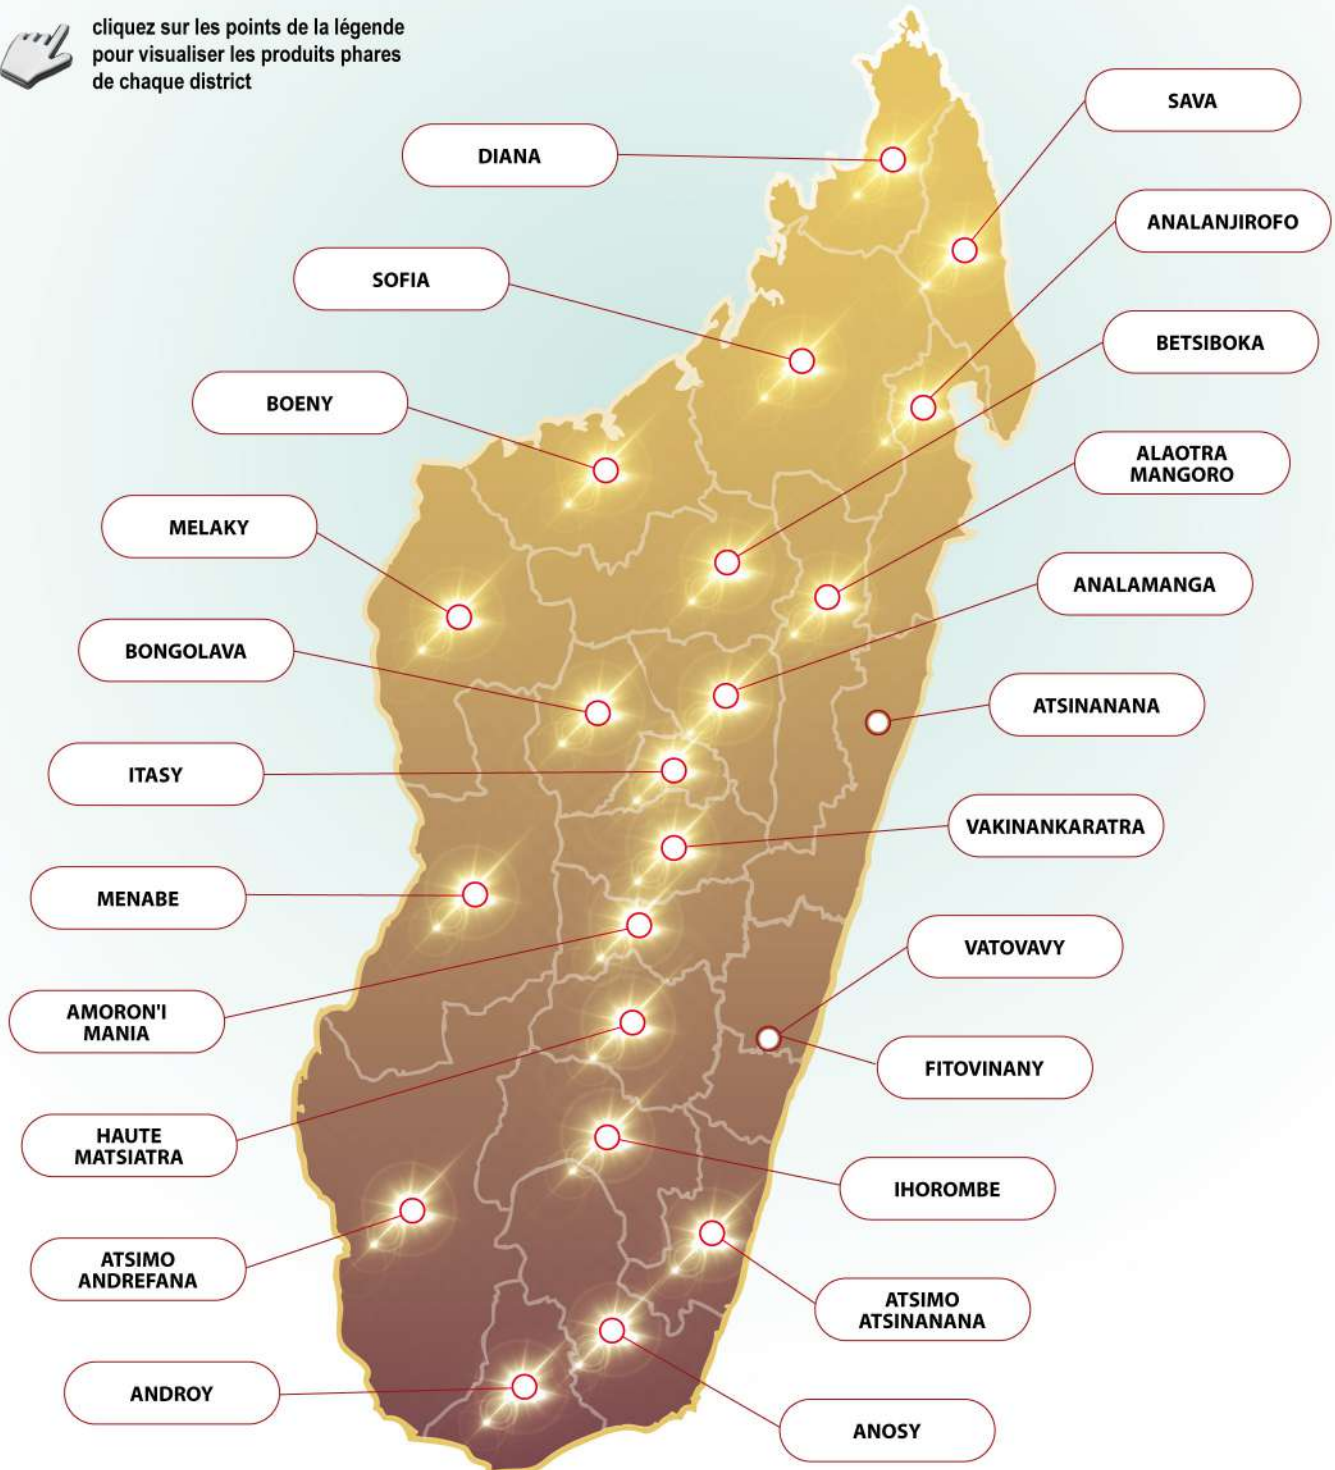 cliquez sur les points de la légende
pour visualiser les produits phares
de chaque district
SAVA
DIANA
ANALANJIROFO
SOFIA
BETSIBOKA
BOENY
ALAOTRA
MANGORO
MELAKY
ANALAMANGA
BONGOLAVA
ATSINANANA
ITASY
VAKINANKARATRA
MENABE
VATOVAVY
AMORON'I
MANIA
FITOVINANY
HAUTE
MATSIATRA
IHOROMBE
ATSIMO
ANDREFANA
ATSIMO
ATSINANANA
ANDROY
ANOSY